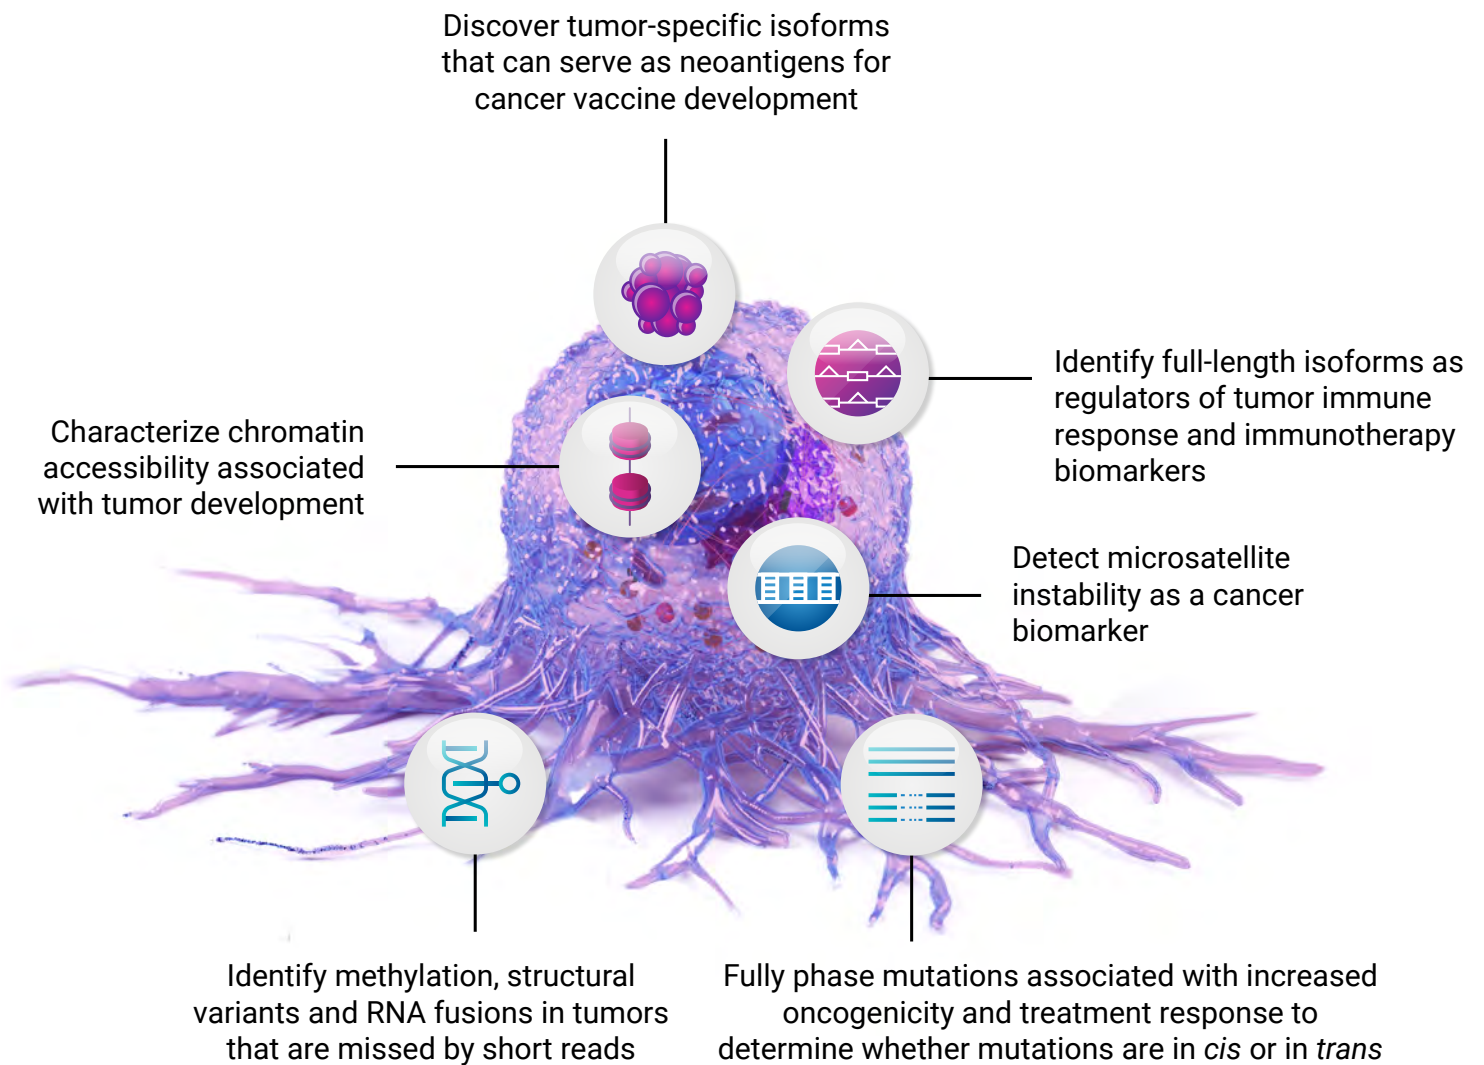 Discover tumor-specific isoforms
that can serve as neoantigens for
cancer vaccine development
Identify full-length isoforms as
regulators of tumor immune
response and immunotherapy
biomarkers
Characterize chromatin
accessibility associated
with tumor development
Detect microsatellite
instability as a cancer
biomarker
Identify methylation, structural
variants and RNA fusions in tumors
that are missed by short reads
Fully phase mutations associated with increased
oncogenicity and treatment response to
determine whether mutations are in cis or in trans